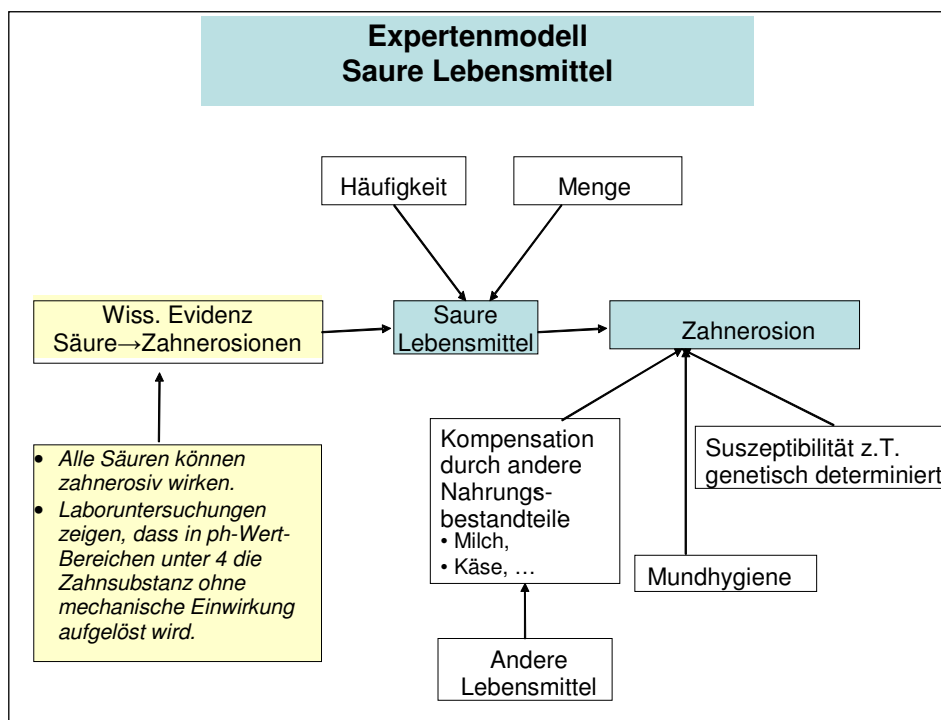 Expertenmodell
Saure Lebensmittel
Häufigkeit
Menge
Wiss. Evidenz
Säure→Zahnerosionen
Saure
Lebensmittel
Zahnerosion
• Alle Säuren können
zahnerosiv wirken.
• Laboruntersuchungen
zeigen, dass in ph-Wert-
Bereichen unter 4 die
Zahnsubstanz ohne
mechanische Einwirkung
aufgelöst wird.
Kompensation
durch andere
Nahrungs-
bestandteile
• Milch,
• Käse, …
Suszeptibilität z.T.
genetisch determiniert
Mundhygiene
Andere
Lebensmittel